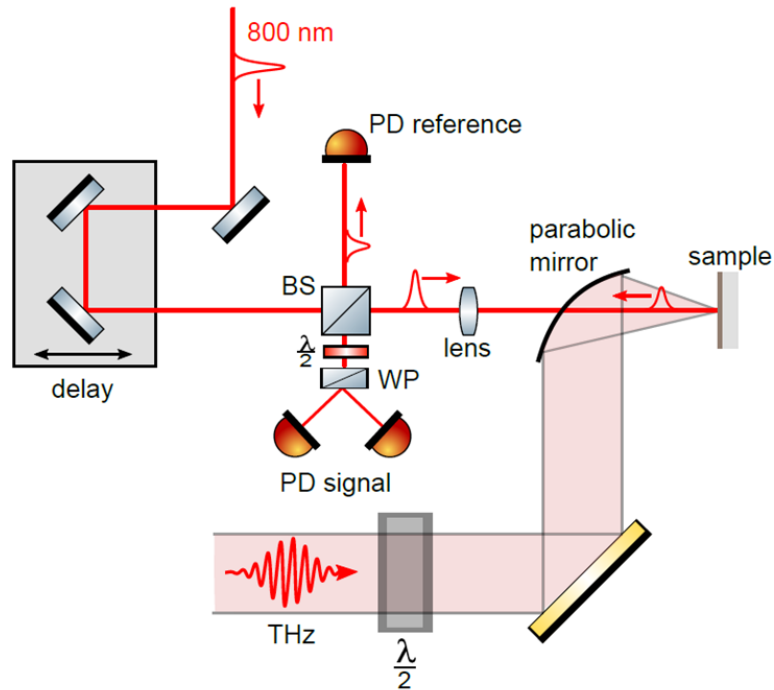 800 nm
PD reference
parabolic
mirror
sample
BS
lens
λ
2
WP
delay
PD signal
THz
λ
2